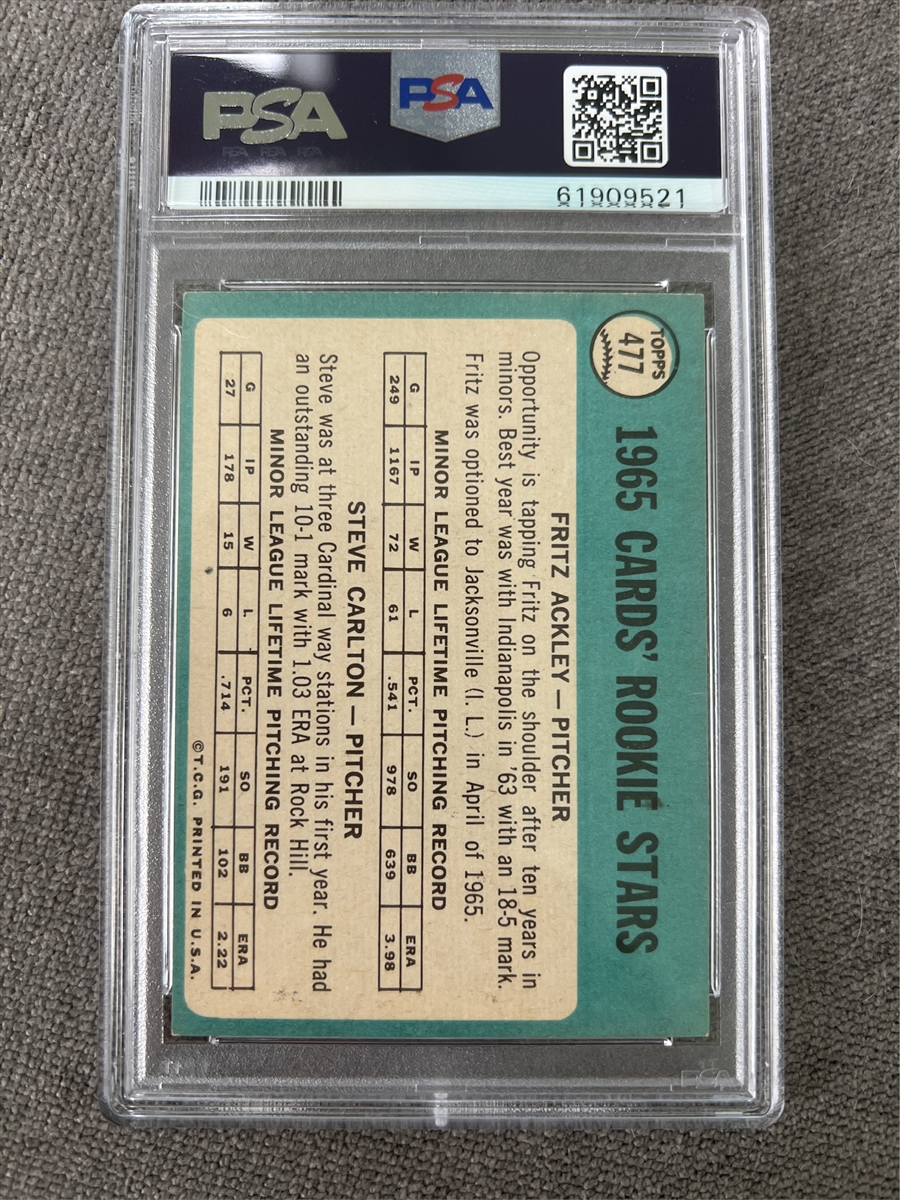 PSA
PSA
PSA PSA PSA
61909521
TOPPS
477
1965 CARDS' ROOKIE STARS
FRITZ ACKLEY — PITCHER
Opportunity is tapping Fritz on the shoulder after ten years in
minors. Best year was with Indianapolis in '63 with an 18-5 mark.
Fritz was optioned to Jacksonville (I. L.) in April of 1965.
MINOR LEAGUE LIFETIME PITCHING RECORD
G IP W L PCT. SO BB ERA
249 1167 72 61 .541 978 639 3.98
STEVE CARLTON — PITCHER
Steve was at three Cardinal way stations in his first year. He had
an outstanding 10-1 mark with 1.03 ERA at Rock Hill.
MINOR LEAGUE LIFETIME PITCHING RECORD
G IP W L PCT. SO BB ERA
27 178 15 6 .714 191 102 2.22
©T.C.G. PRINTED IN U.S.A.
PSA